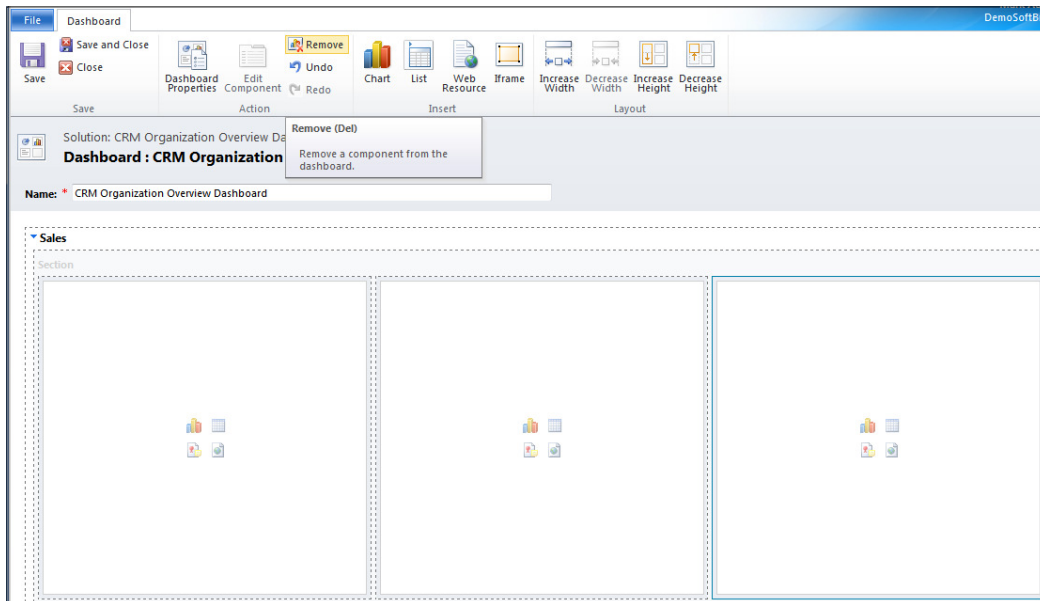 File
Dashboard
DemoSoftB
Save
Save and Close
Close
Dashboard
Properties
Edit
Component
Remove
Undo
Redo
Chart
List
Web
Resource
Iframe
Increase
Width
Decrease
Width
Increase
Height
Decrease
Height
Save
Action
Insert
Layout
Solution: CRM Organization Overview Da
Dashboard : CRM Organization
Remove (Del)
Remove a component from the
dashboard.
Name: * CRM Organization Overview Dashboard
Sales
Section